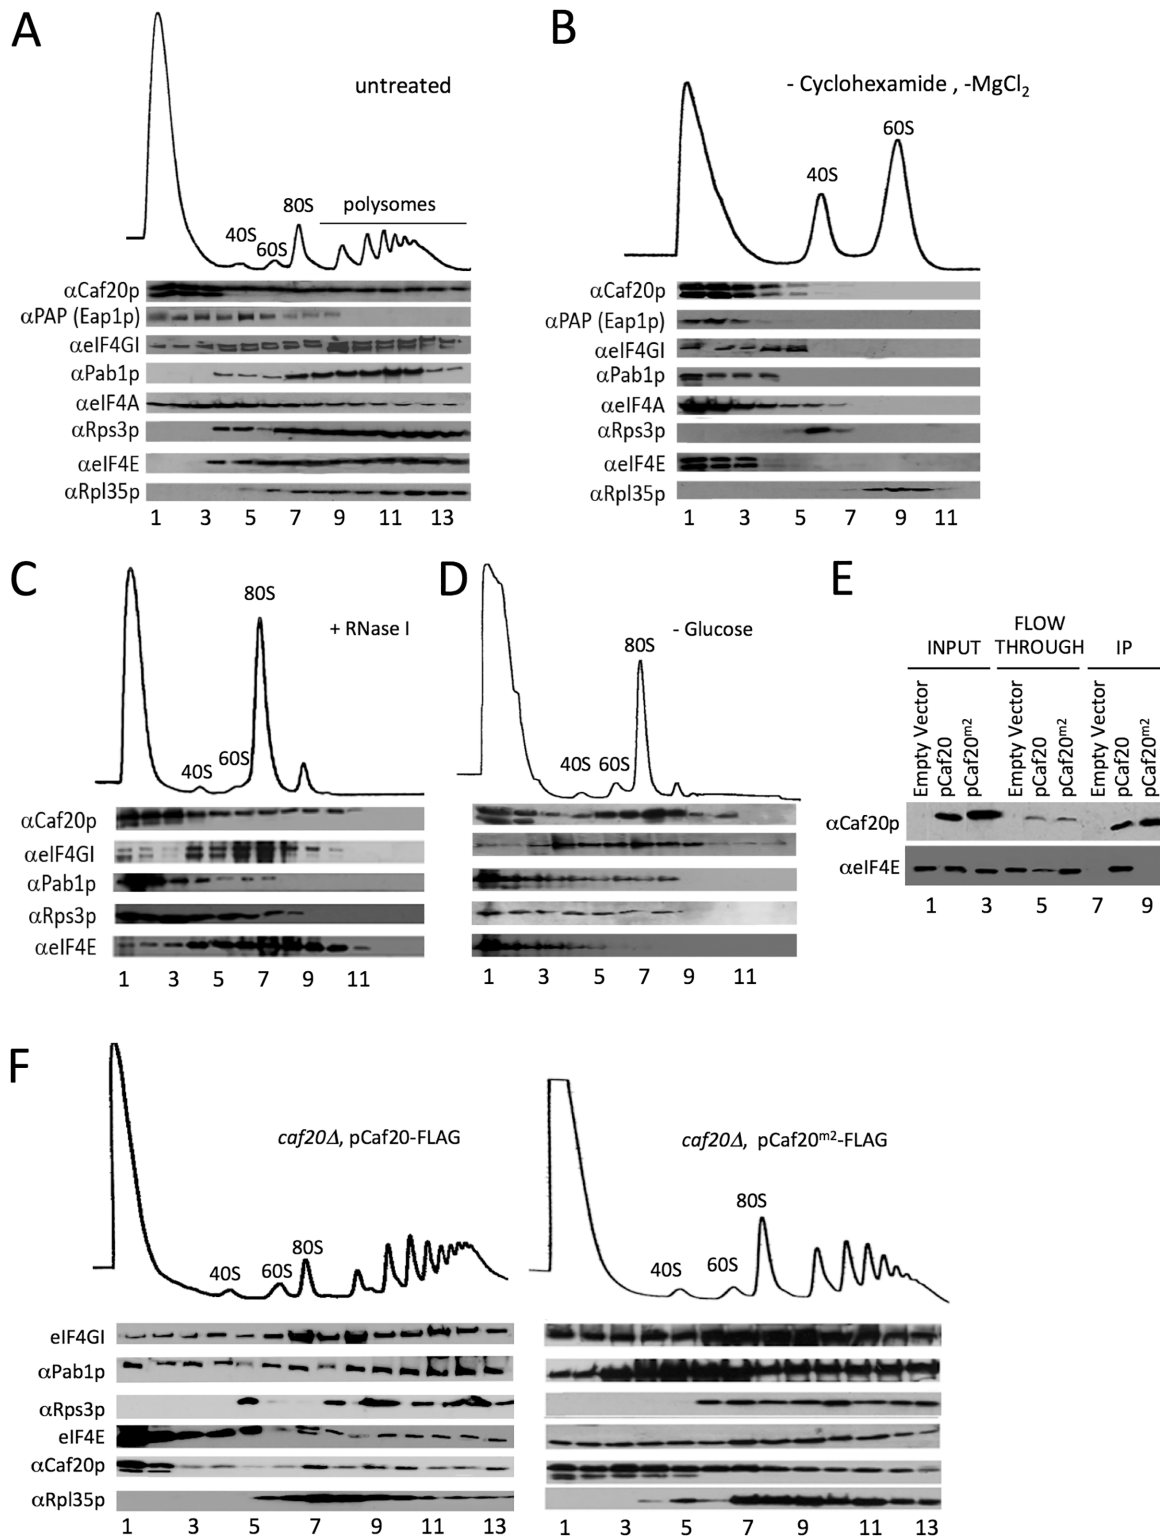 A
untreated
40S
60S
80S
polysomes
αCaf20p
αPAP (Eap1p)
αeIF4GI
αPab1p
αeIF4A
αRps3p
αeIF4E
αRpl35p
1 3 5 7 9 11 13
B
- Cyclohexamide , -MgCl₂
40S
60S
αCaf20p
αPAP (Eap1p)
αeIF4GI
αPab1p
αeIF4A
αRps3p
αeIF4E
αRpl35p
1 3 5 7 9 11
C
+ RNase I
40S
60S
80S
αCaf20p
αeIF4GI
αPab1p
αRps3p
αeIF4E
1 3 5 7 9 11
D
- Glucose
40S
60S
80S
1 3 5 7 9 11
E
INPUT
FLOW
THROUGH
IP
Empty Vector
pCaf20
pCaf20ᵐ²
Empty Vector
pCaf20
pCaf20ᵐ²
Empty Vector
pCaf20
pCaf20ᵐ²
αCaf20p
αeIF4E
1 3 5 7 9
F
caf20Δ, pCaf20-FLAG
40S
60S
80S
eIF4GI
αPab1p
αRps3p
eIF4E
αCaf20p
αRpl35p
1 3 5 7 9 11 13
caf20Δ, pCaf20ᵐ²-FLAG
40S
60S
80S
1 3 5 7 9 11 13